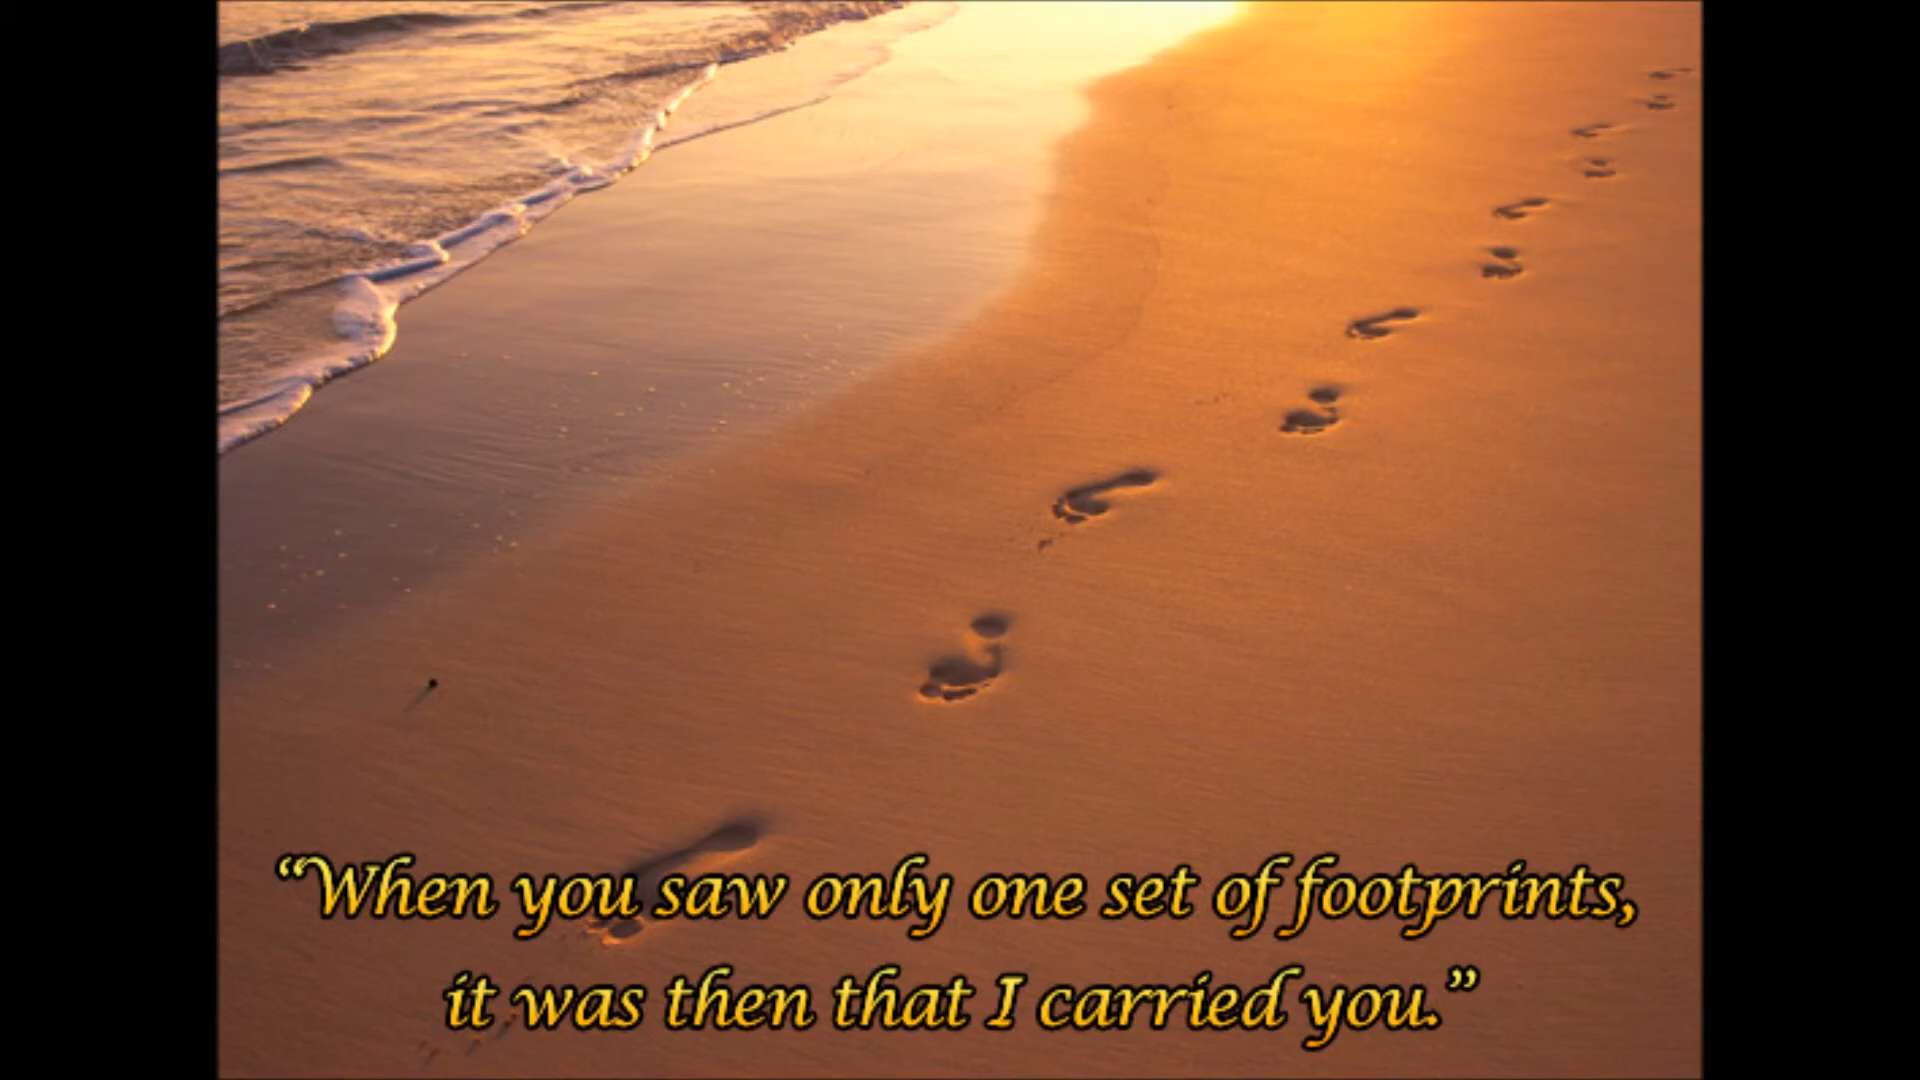 “When you saw only one set of footprints,
it was then that I carried you.”